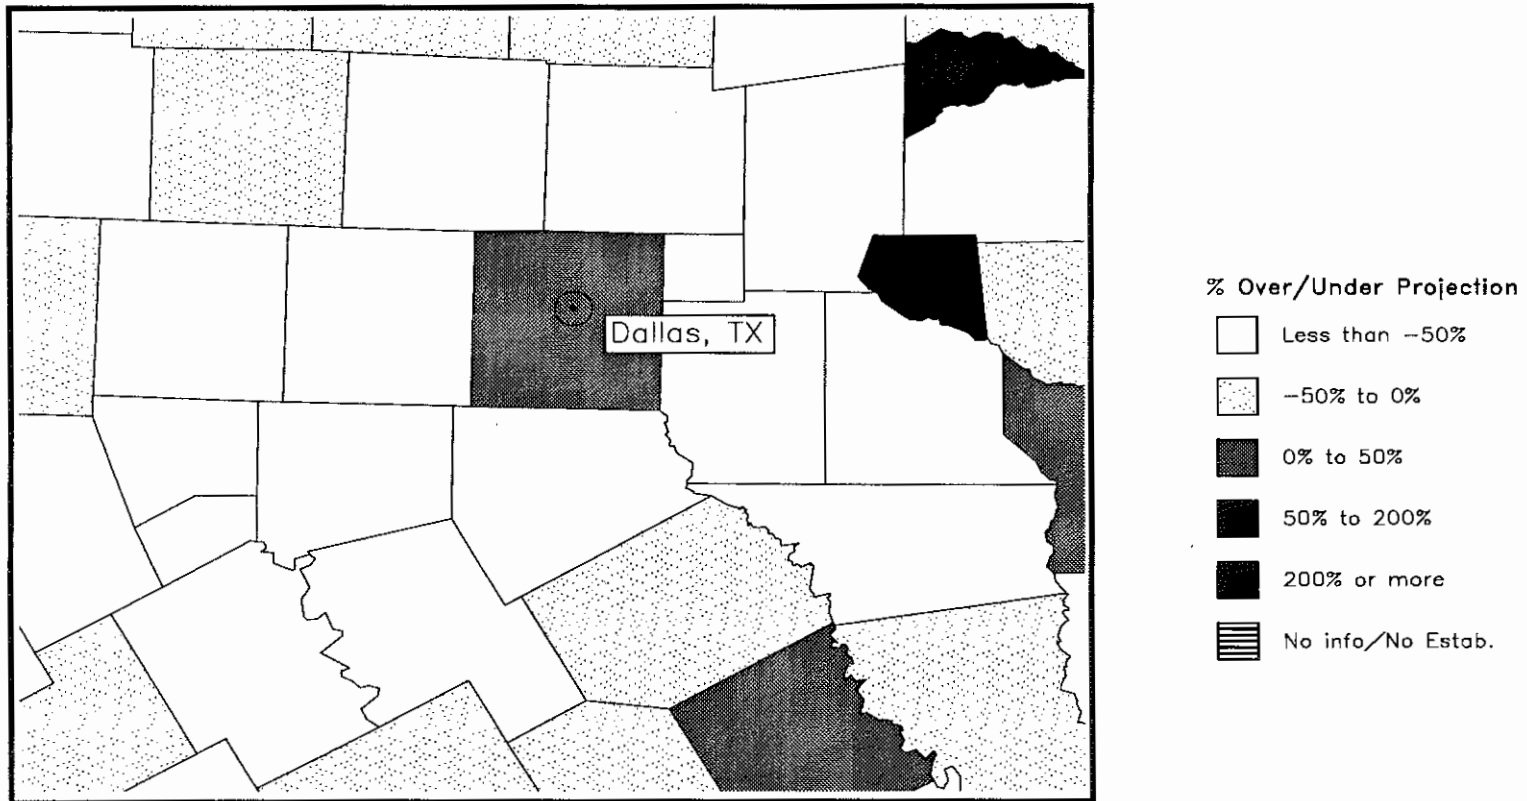 Dallas, TX
% Over/Under Projection
Less than −50%
−50% to 0%
0% to 50%
50% to 200%
200% or more
No info/No Estab.